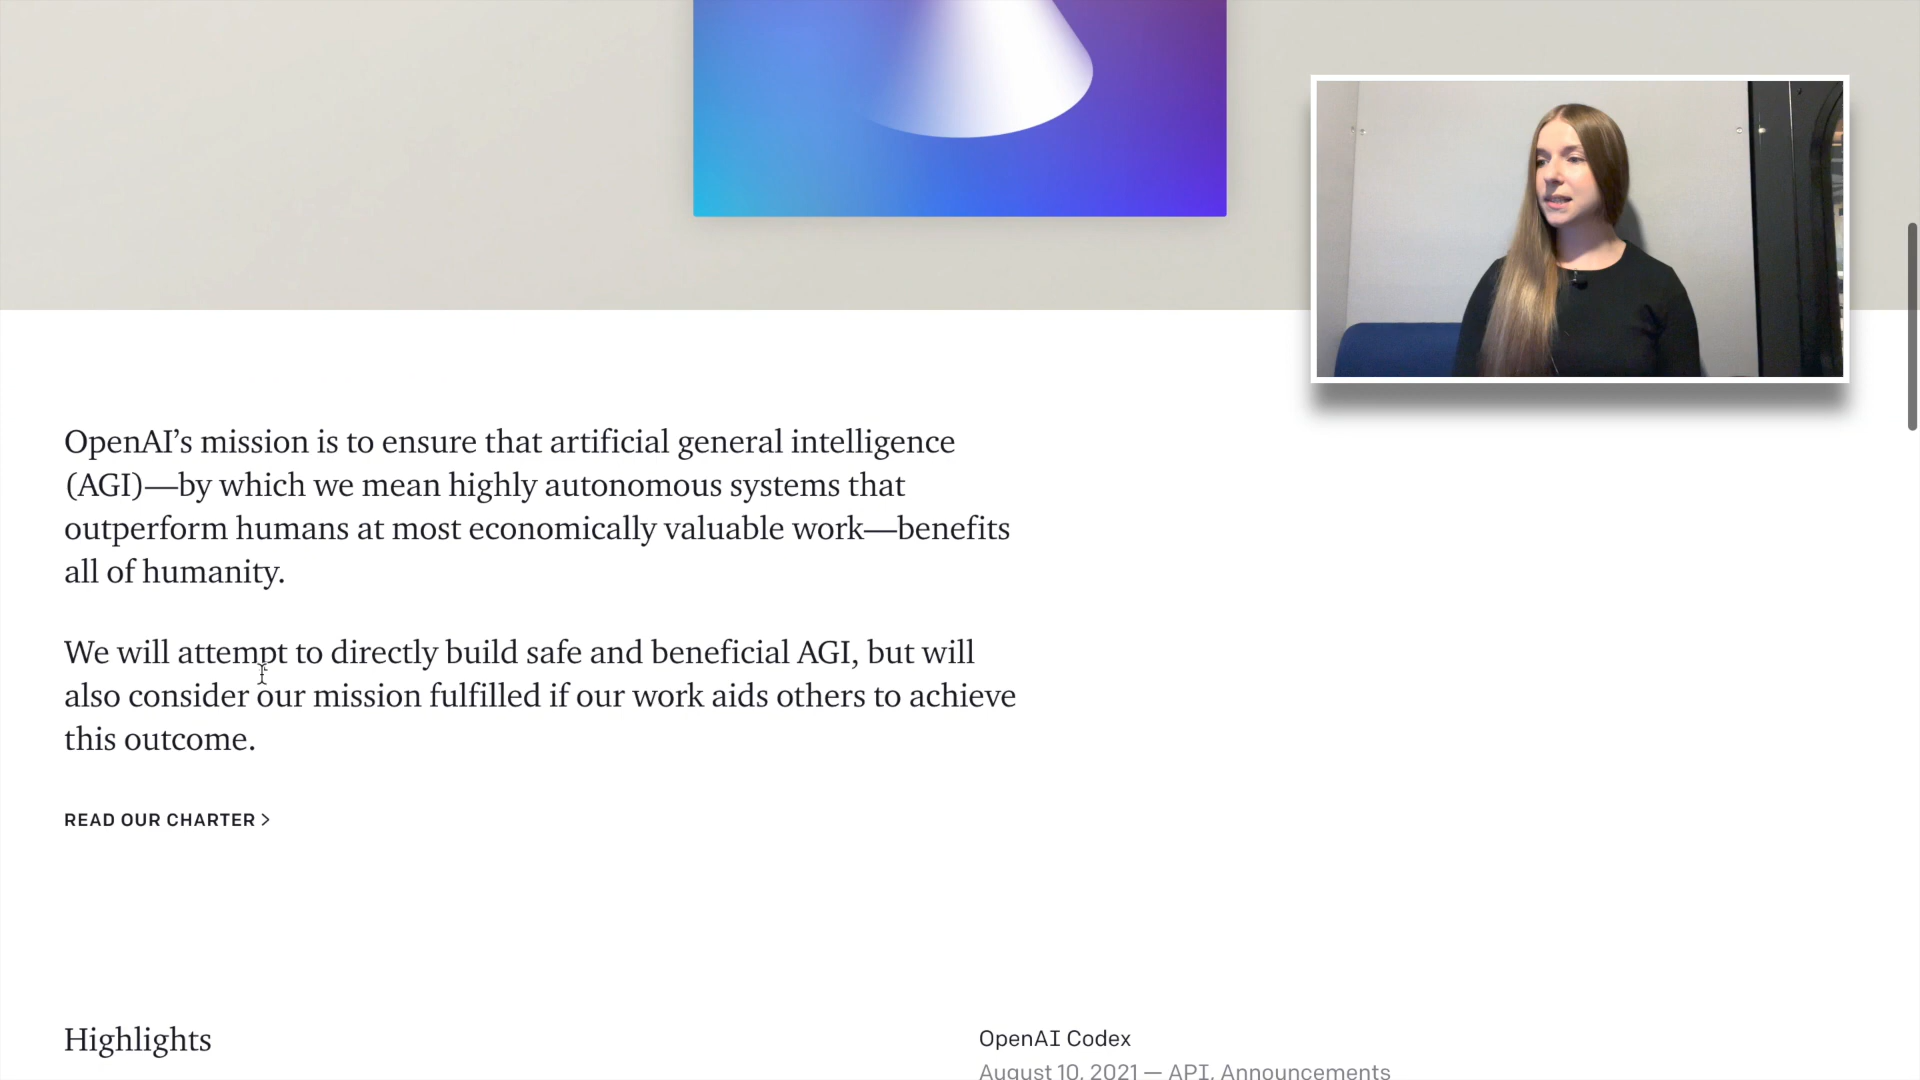 OpenAI’s mission is to ensure that artificial general intelligence
(AGI)—by which we mean highly autonomous systems that
outperform humans at most economically valuable work—benefits
all of humanity.
We will attempt to directly build safe and beneficial AGI, but will
also consider our mission fulfilled if our work aids others to achieve
this outcome.
READ OUR CHARTER >
Highlights
OpenAI Codex
August 10, 2021 — API, Announcements